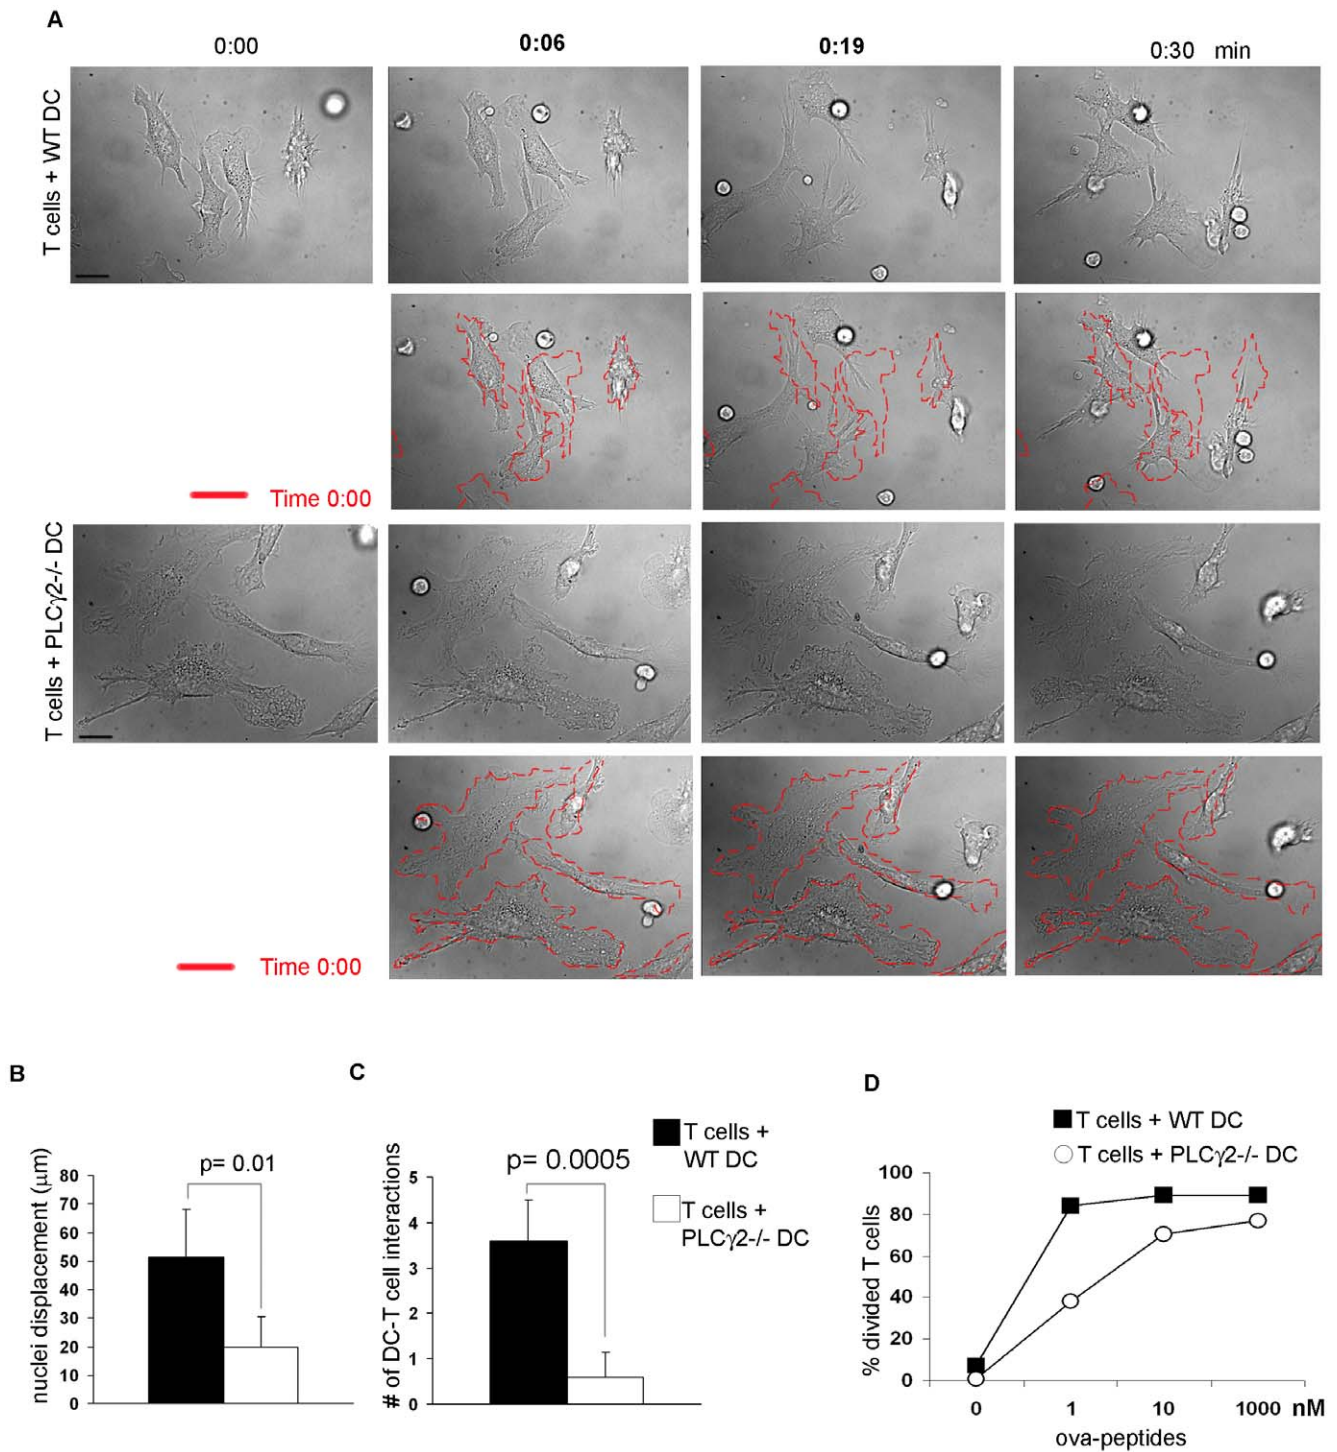 A
0:00 0:06 0:19 0:30 min
T cells + WT DC
Time 0:00
T cells + PLCγ2-/- DC
Time 0:00
B
nuclei displacement (μm)
80
70
60
50
40
30
20
10
0
p= 0.01
C
# of DC-T cell interactions
5
4
3
2
1
0
p= 0.0005
T cells +
WT DC
T cells +
PLCγ2-/- DC
D
T cells + WT DC
T cells + PLCγ2-/- DC
% divided T cells
100
80
60
40
20
0
0 1 10 1000 nM
ova-peptides